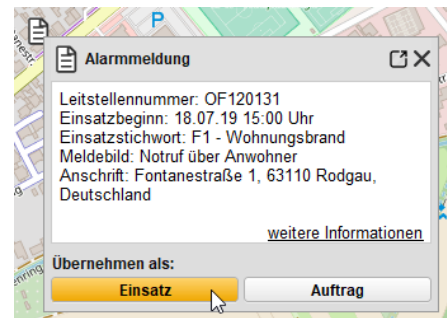 P
Alarmmeldung
Leitstellennummer: OF120131
Einsatzbeginn: 18.07.19 15:00 Uhr
Einsatzstichwort: F1 - Wohnungsbrand
Meldebild: Notruf über Anwohner
Anschrift: Fontanestraße 1, 63110 Rodgau,
Deutschland
weitere Informationen
Übernehmen als:
Einsatz
Auftrag